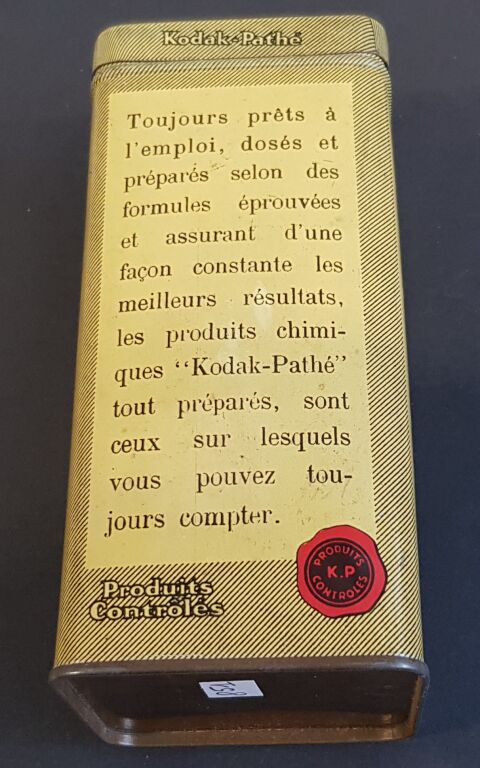 Kodak-Pathé
Toujours prêts à
l'emploi, dosés et
préparés selon des
formules éprouvées
et assurant d'une
façon constante les
meilleurs résultats,
les produits chimi-
ques "Kodak-Pathé"
tout préparés, sont
ceux sur lesquels
vous pouvez tou-
jours compter.
PRODUITS
K.P
CONTROLÉS
Produits
Contrôlés